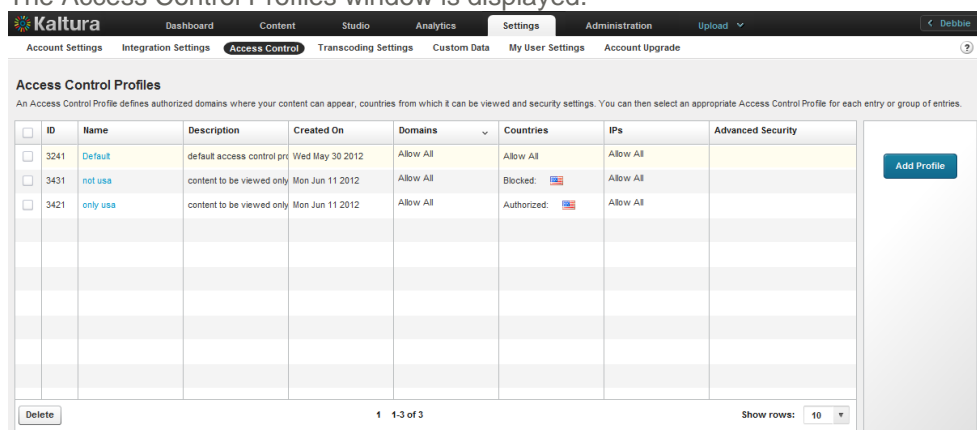 The Access Control Profiles window is displayed.
Kaltura Dashboard Content Studio Analytics Settings Administration Upload < Debbie
Account Settings Integration Settings Access Control Transcoding Settings Custom Data My User Settings Account Upgrade ?
Access Control Profiles
An Access Control Profile defines authorized domains where your content can appear, countries from which it can be viewed and security settings. You can then select an appropriate Access Control Profile for each entry or group of entries.
ID Name Description Created On Domains Countries IPs Advanced Security
3241 Default default access control pro Wed May 30 2012 Allow All Allow All Allow All
Add Profile
3431 not usa content to be viewed only Mon Jun 11 2012 Allow All Blocked: Allow All
3421 only usa content to be viewed only Mon Jun 11 2012 Allow All Authorized: Allow All
Delete 1 1-3 of 3 Show rows: 10